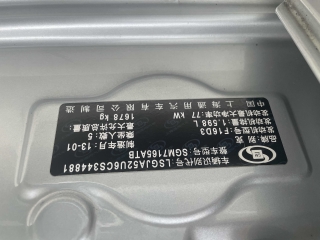 车辆识别代号
LSGJA52U6CS344881
品牌:别克 整车型号:SGM7165ATB
发动机型号:F16D3
发动机排量:1.598 L
发动机最大净功率:77 kW
制造年月:13-01
乘坐人数:5
最大允许总质量:
1678 kg
中国 上海通用汽车有限公司 制造